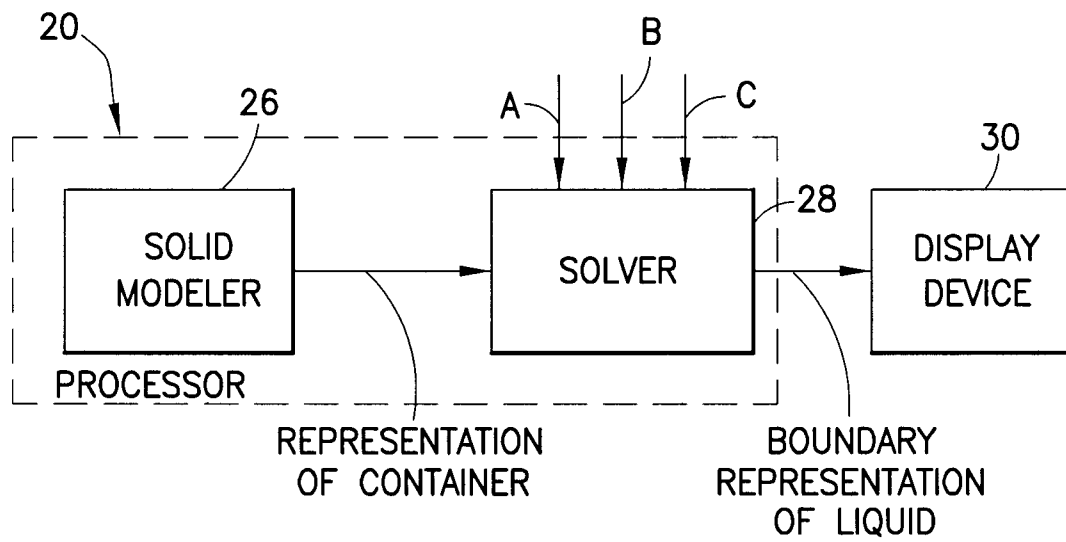 20
B
A
C
26
30
28
SOLID
MODELER
SOLVER
DISPLAY
DEVICE
PROCESSOR
REPRESENTATION
OF CONTAINER
BOUNDARY
REPRESENTATION
OF LIQUID